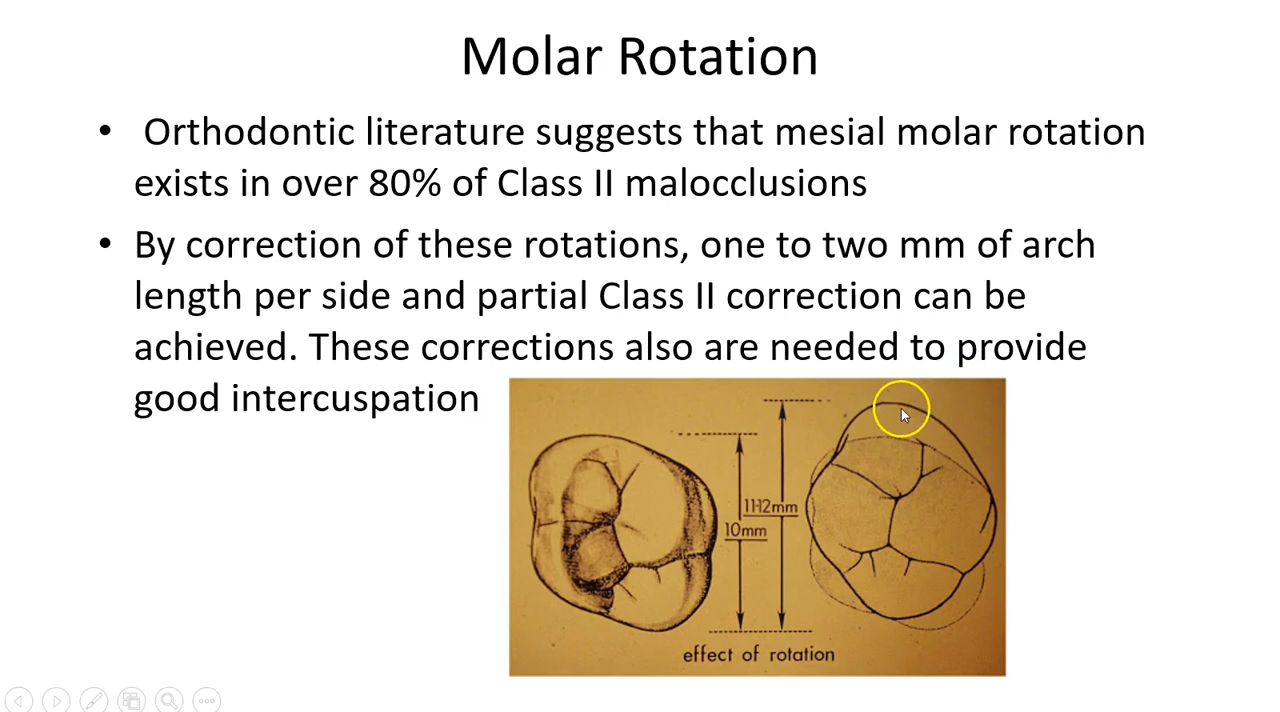 Molar Rotation
• Orthodontic literature suggests that mesial molar rotation
exists in over 80% of Class II malocclusions
• By correction of these rotations, one to two mm of arch
length per side and partial Class II correction can be
achieved. These corrections also are needed to provide
good intercuspation
11-12mm
10mm
effect of rotation